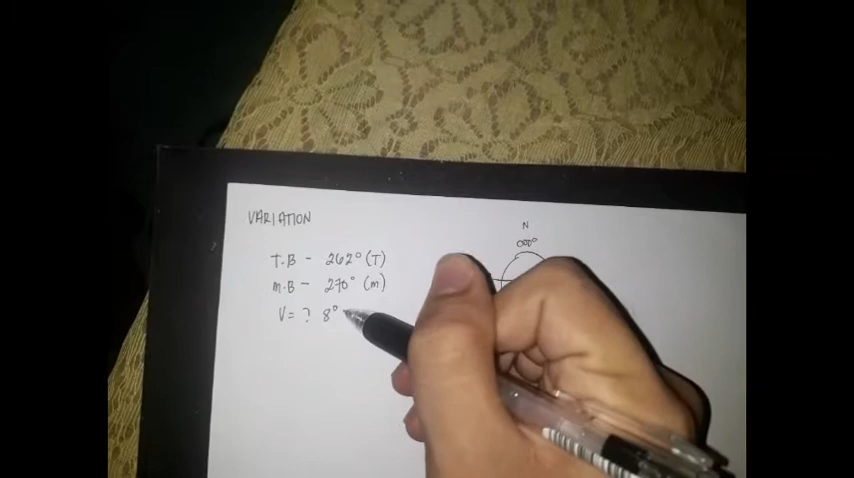 VARIATION
T.B - 262° (T)
M.B - 270° (m)
V = ? 8°
N
000°